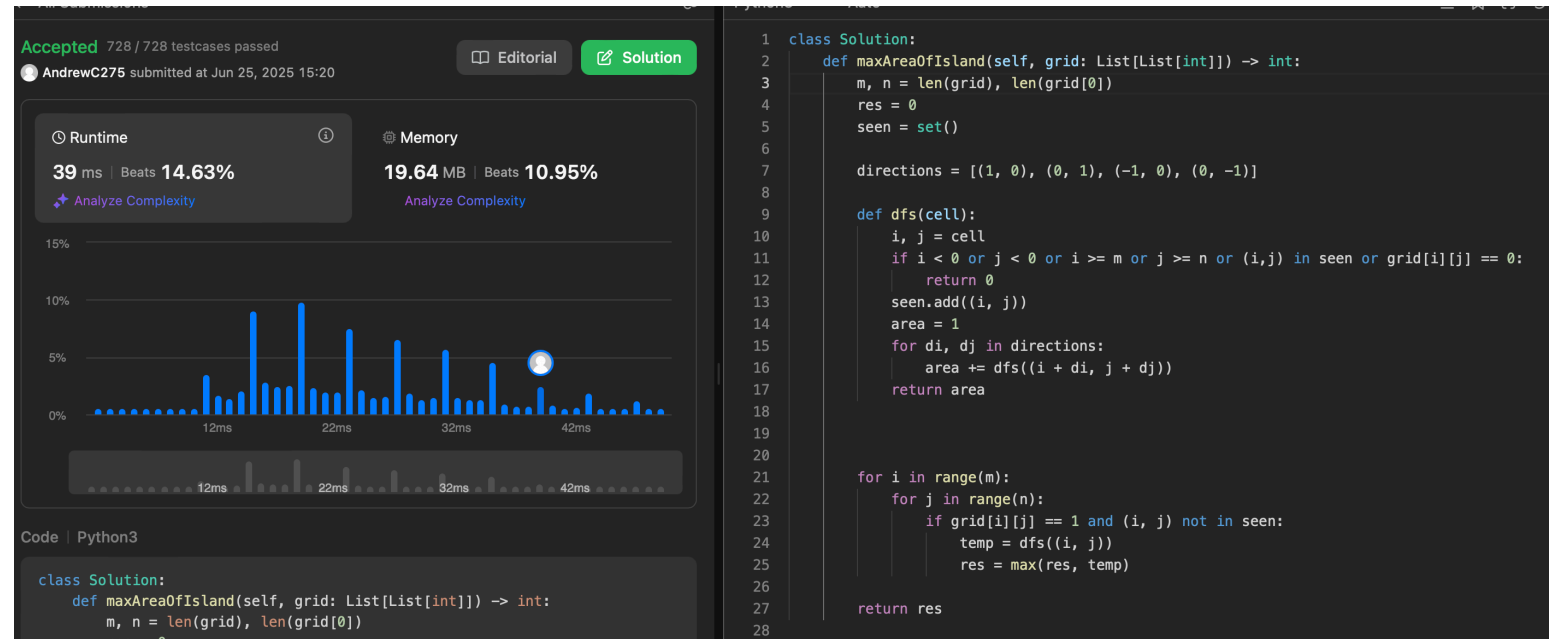 Accepted 728 / 728 testcases passed
Editorial
Solution
AndrewC275 submitted at Jun 25, 2025 15:20
Runtime
39 ms | Beats 14.63%
Analyze Complexity
Memory
19.64 MB | Beats 10.95%
Analyze Complexity
15%
10%
5%
0%
12ms 22ms 32ms 42ms
12ms 22ms 32ms 42ms
Code | Python3
class Solution:
def maxAreaOfIsland(self, grid: List[List[int]]) -> int:
m, n = len(grid), len(grid[0])
1 class Solution:
2 def maxAreaOfIsland(self, grid: List[List[int]]) -> int:
3 m, n = len(grid), len(grid[0])
4 res = 0
5 seen = set()
6
7 directions = [(1, 0), (0, 1), (-1, 0), (0, -1)]
8
9 def dfs(cell):
10 i, j = cell
11 if i < 0 or j < 0 or i >= m or j >= n or (i,j) in seen or grid[i][j] == 0:
12 return 0
13 seen.add((i, j))
14 area = 1
15 for di, dj in directions:
16 area += dfs((i + di, j + dj))
17 return area
18
19
20
21 for i in range(m):
22 for j in range(n):
23 if grid[i][j] == 1 and (i, j) not in seen:
24 temp = dfs((i, j))
25 res = max(res, temp)
26
27 return res
28